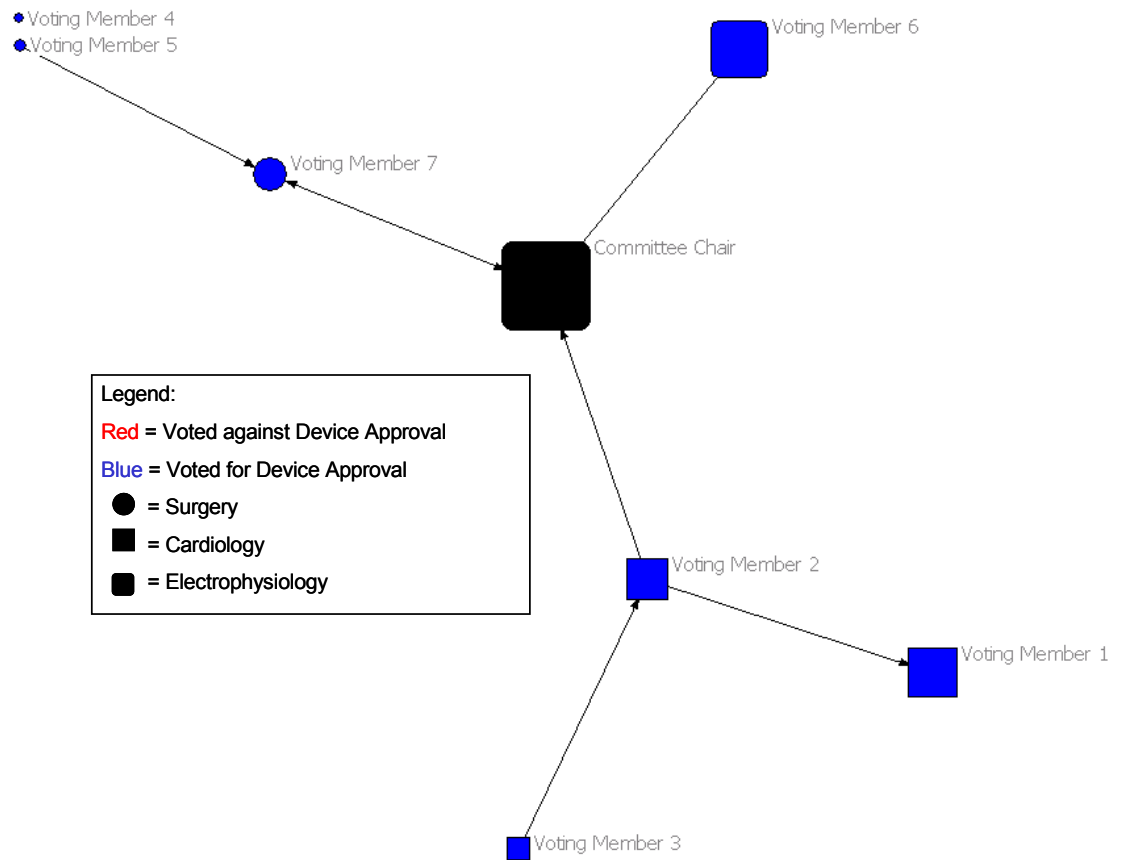 Voting Member 4
Voting Member 5
Voting Member 6
Voting Member 7
Committee Chair
Legend:
Red = Voted against Device Approval
Blue = Voted for Device Approval
= Surgery
= Cardiology
= Electrophysiology
Voting Member 2
Voting Member 1
Voting Member 3